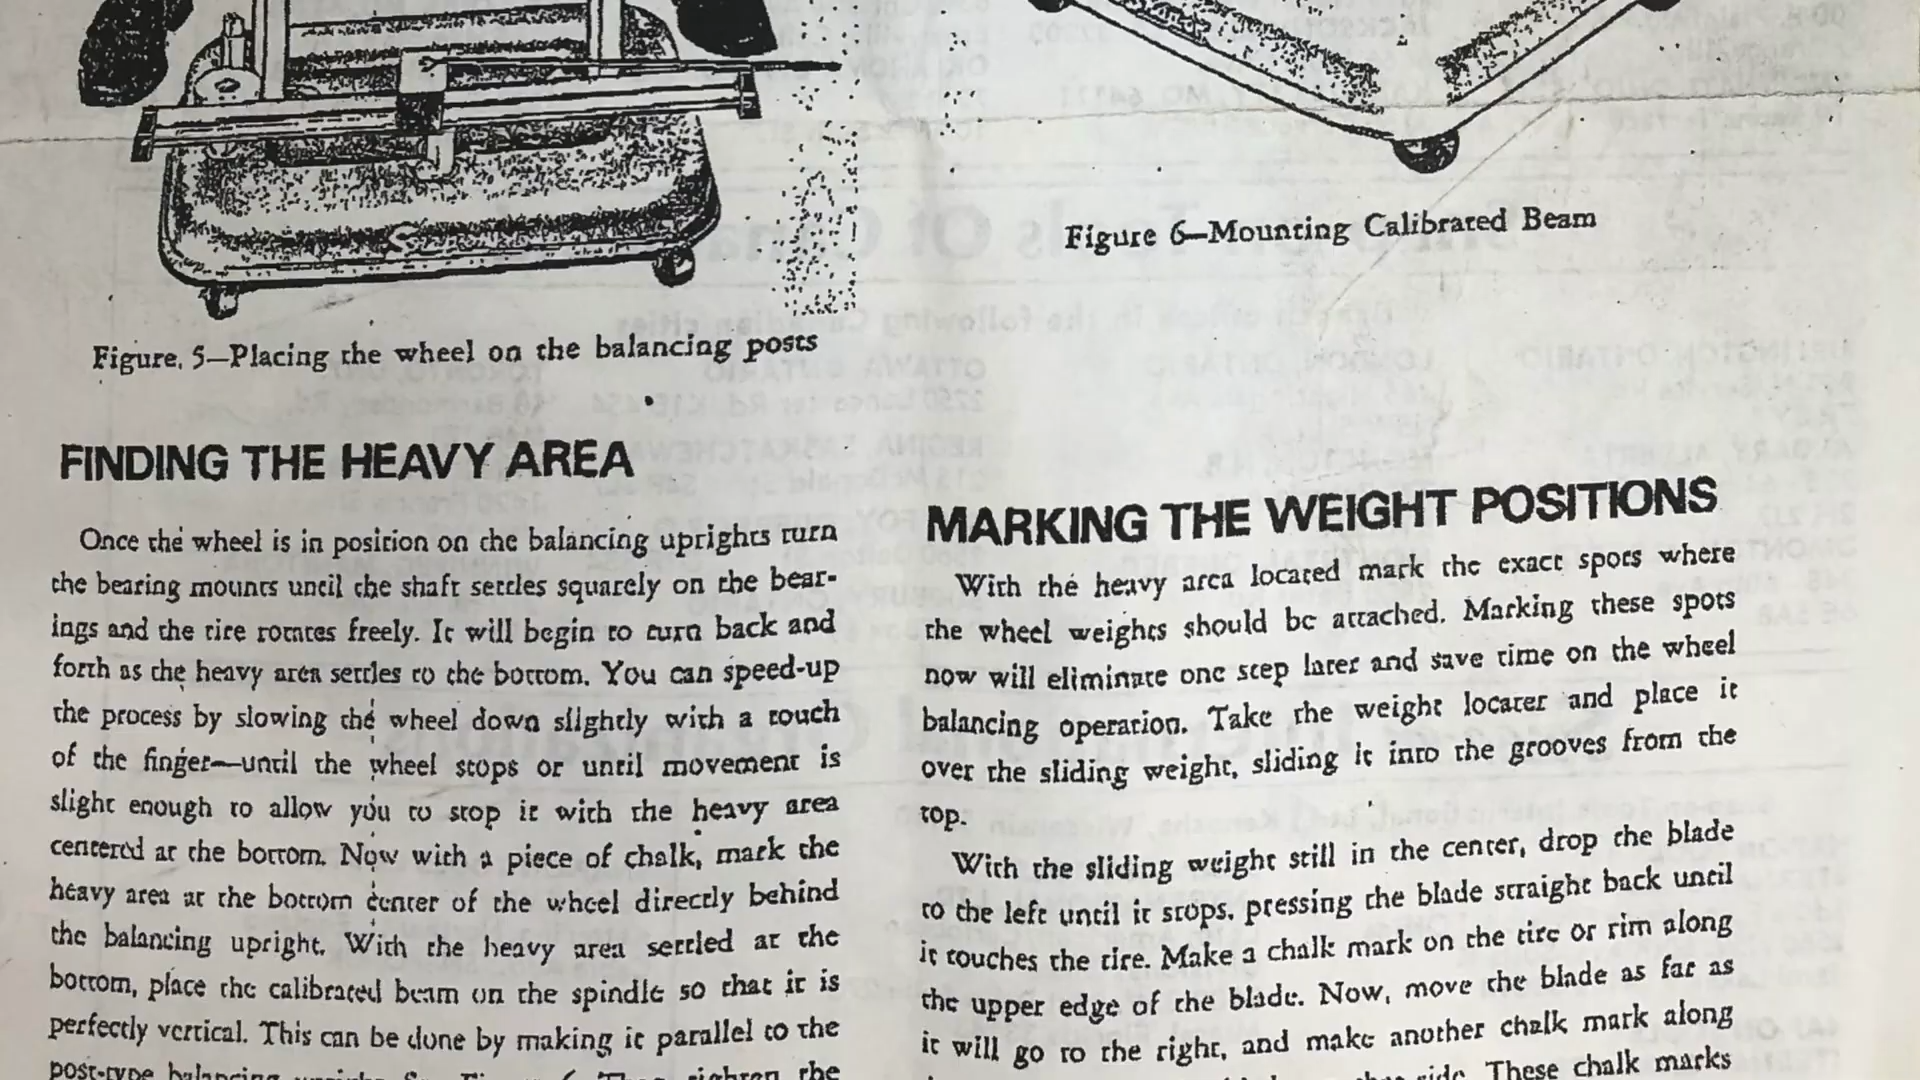 Figure 6—Mounting Calibrated Beam
Figure. 5—Placing the wheel on the balancing posts
FINDING THE HEAVY AREA
Once the wheel is in position on the balancing uprights turn
the bearing mounts until the shaft settles squarely on the bear-
ings and the tire rotates freely. It will begin to turn back and
forth as the heavy area settles to the bottom. You can speed-up
the process by slowing the wheel down slightly with a touch
of the finger—until the wheel stops or until movement is
slight enough to allow you to stop it with the heavy area
centered at the bottom. Now with a piece of chalk, mark the
heavy area at the bottom center of the wheel directly behind
the balancing upright. With the heavy area settled at the
bottom, place the calibrated beam on the spindle so that it is
perfectly vertical. This can be done by making it parallel to the
post-type balancing
MARKING THE WEIGHT POSITIONS
With the heavy area located mark the exact spots where
the wheel weights should be attached. Marking these spots
now will eliminate one step later and save time on the wheel
balancing operation. Take the weight locater and place it
over the sliding weight, sliding it into the grooves from the
top.
With the sliding weight still in the center, drop the blade
to the left until it stops, pressing the blade straight back until
it touches the tire. Make a chalk mark on the tire or rim along
the upper edge of the blade. Now, move the blade as far as
it will go to the right, and make another chalk mark along
side. These chalk marks